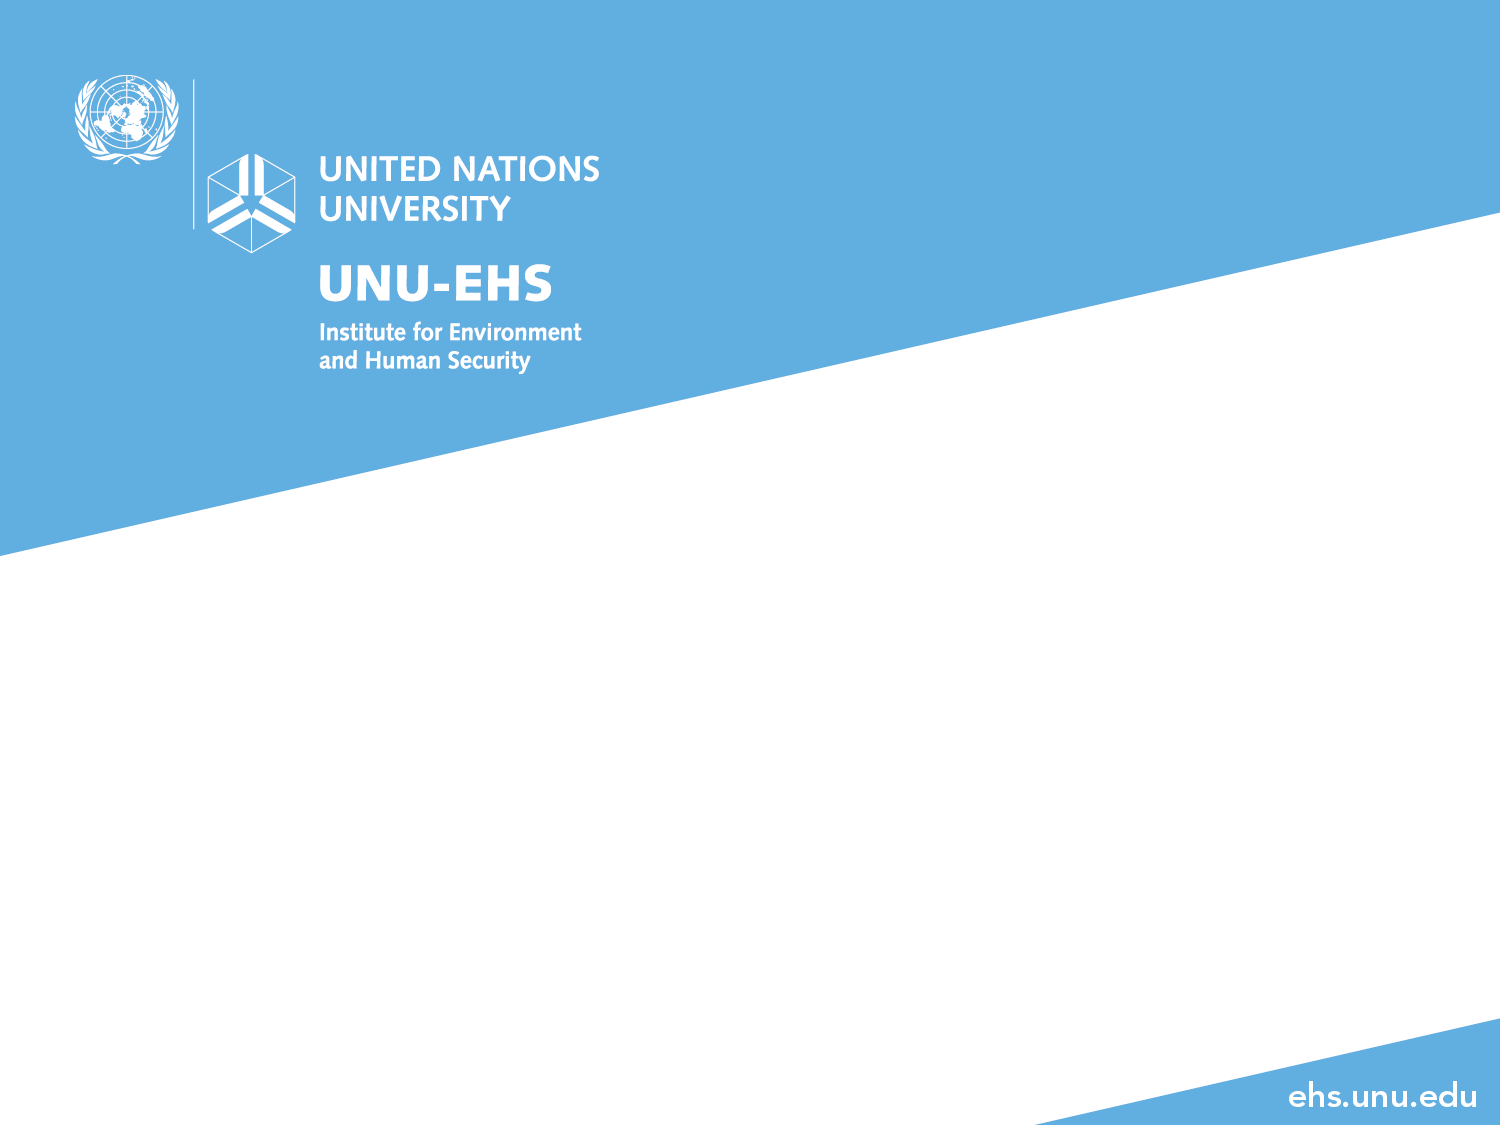 UNITED NATIONS
UNIVERSITY
UNU-EHS
Institute for Environment
and Human Security
ehs.unu.edu